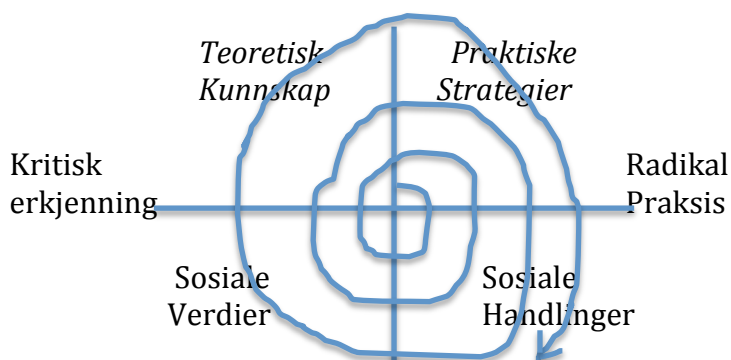 Teoretisk
Kunnskap
Praktiske
Strategier
Kritisk
erkjenning
Radikal
Praksis
Sosiale
Verdier
Sosiale
Handlinger